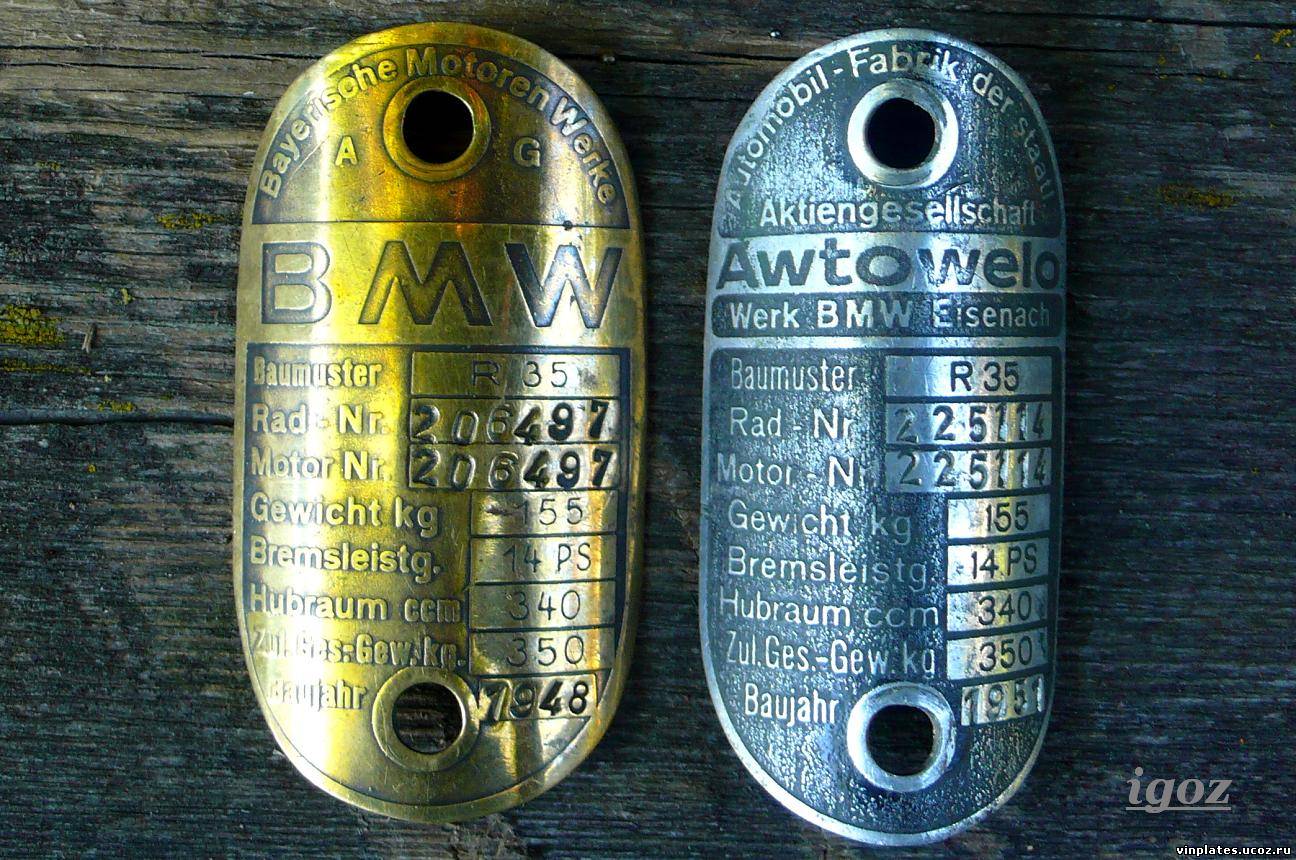 Bayerische Motoren Werke
A G
BMW
Baumuster R 35
Rad - Nr. 206497
Motor Nr. 206497
Gewicht kg 155
Bremsleistg. 14 PS
Hubraum ccm 340
Zul.Ges.-Gew.kg. 350
Baujahr 1948
Automobil-Fabrik der staatl
Aktiengesellschaft
Awtowelo
Werk BMW Eisenach
Baumuster R 35
Rad - Nr 225114
Motor - Nr 225114
Gewicht kg 155
Bremsleistg. 14 PS
Hubraum ccm 340
Zul.Ges.-Gew.kg 350
Baujahr 1951
igoz
vinplates.ucoz.ru